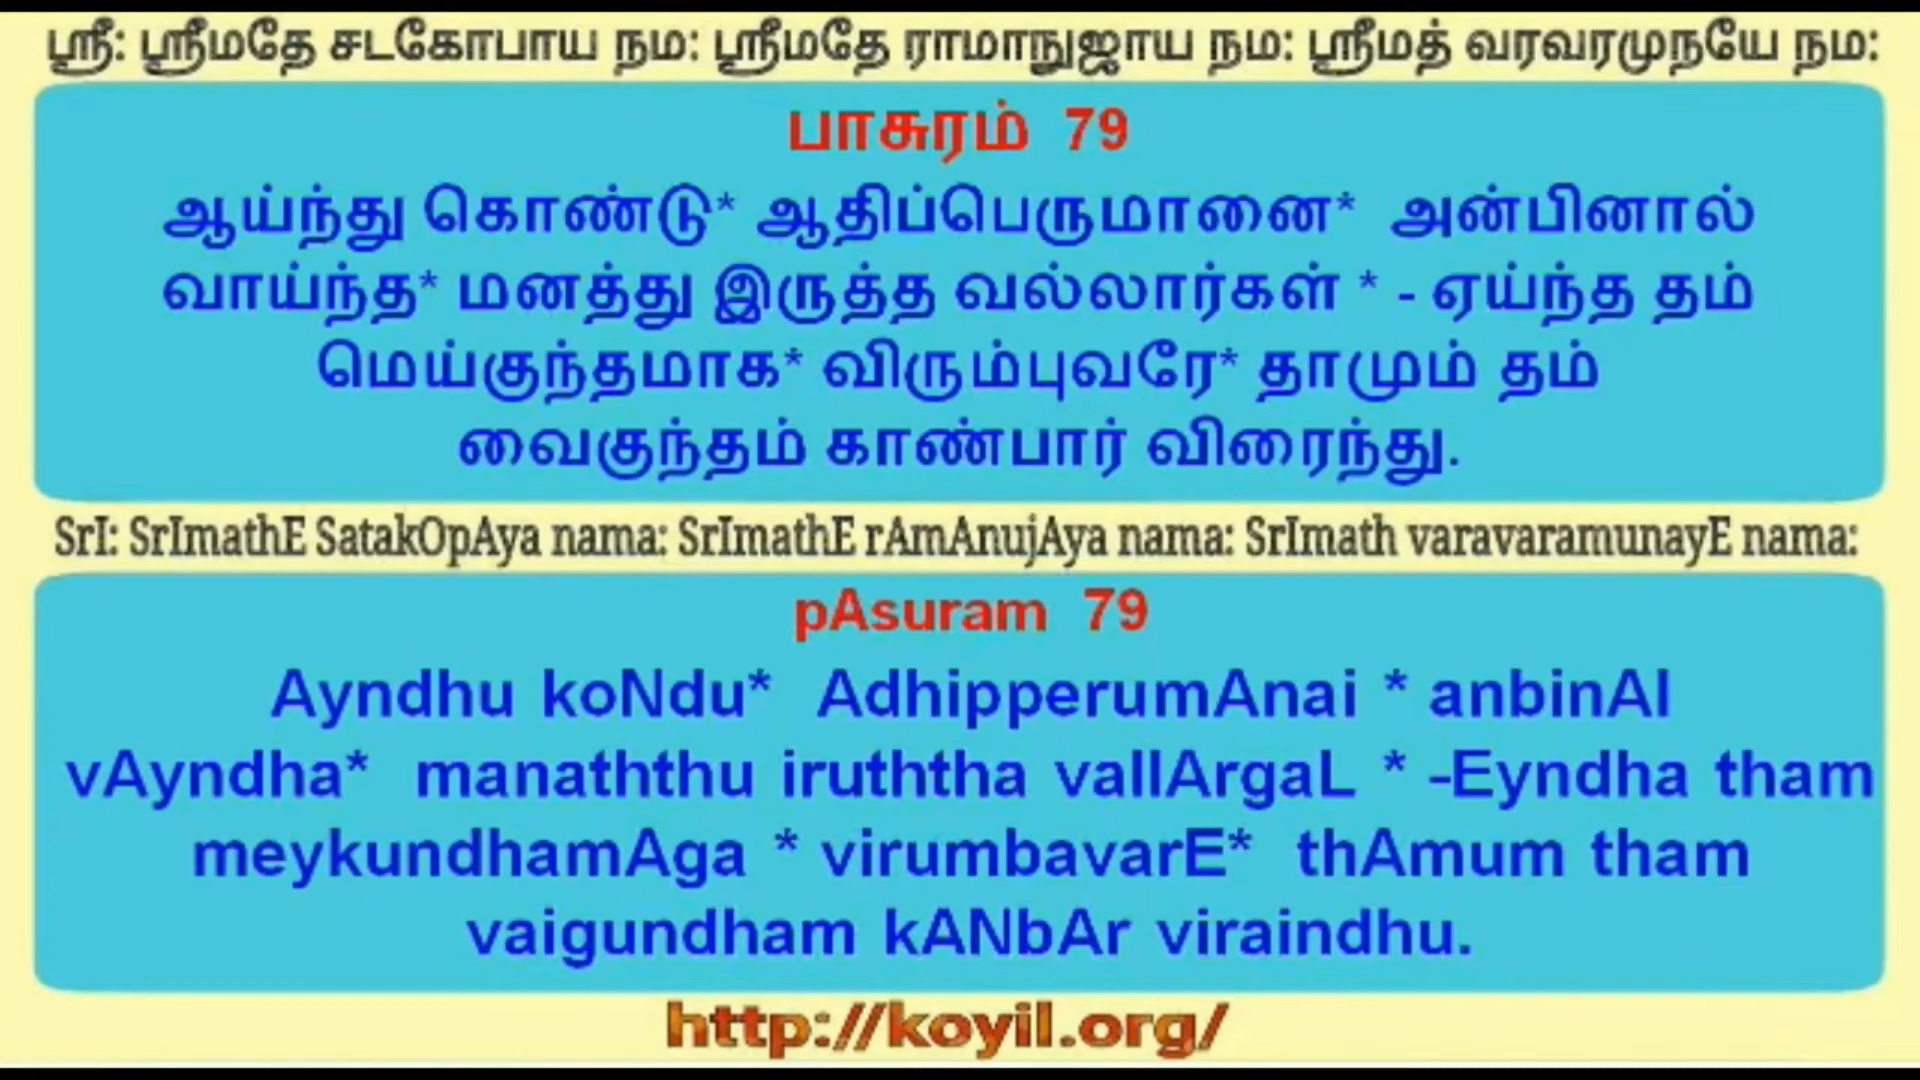 ஸ்ரீ: ஸ்ரீமதே சடகோபாய நம: ஸ்ரீமதே ராமாநுஜாய நம: ஸ்ரீமத் வரவரமுநயே நம:
பாசுரம் 79
ஆய்ந்து கொண்டு* ஆதிப்பெருமானை* அன்பினால்
வாய்ந்த* மனத்து இருத்த வல்லார்கள் * - ஏய்ந்த தம்
மெய்குந்தமாக* விரும்புவரே* தாமும் தம்
வைகுந்தம் காண்பார் விரைந்து.
SrI: SrImathE SatakOpAya nama: SrImathE rAmAnujAya nama: SrImath varavaramunayE nama:
pAsuram 79
Ayndhu koNdu* AdhipperumAnai * anbinAl
vAyndha* manaththu iruththa vallArgaL * -Eyndha tham
meykundhamAga * virumbavarE* thAmum tham
vaigundham kANbAr viraindhu.
http://koyil.org/